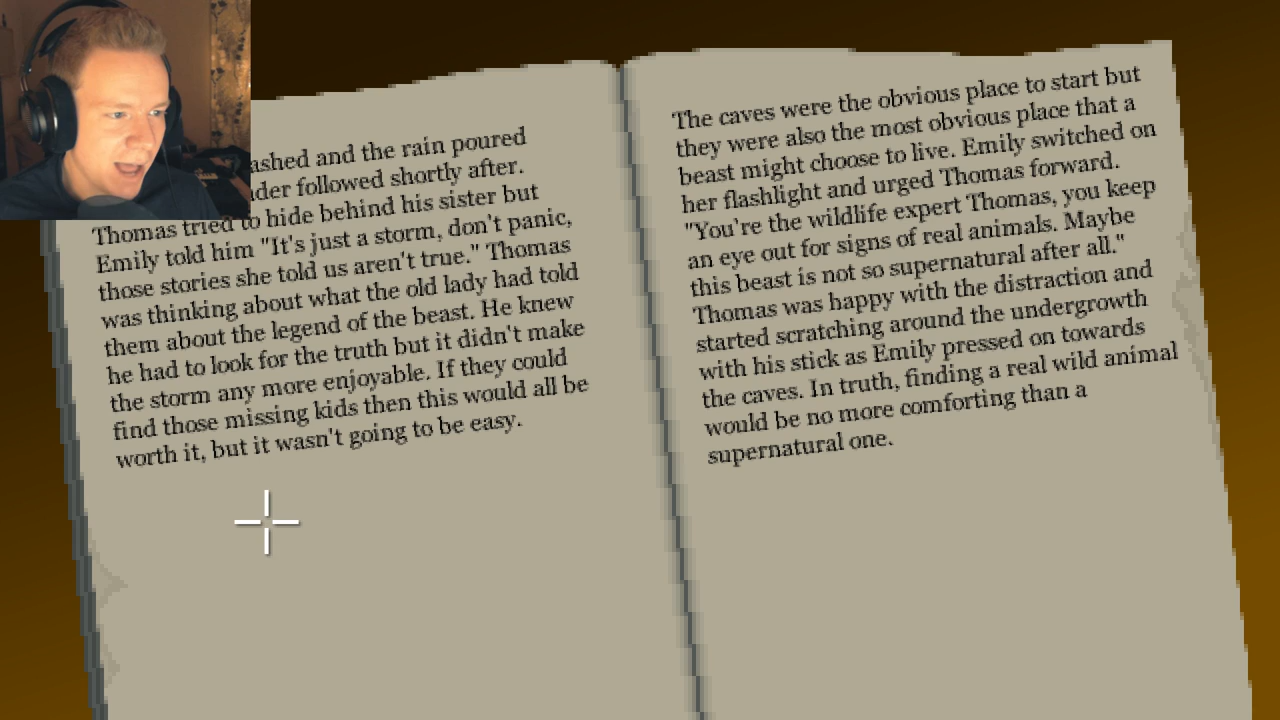 and the rain poured
followed shortly after.
Thomas tried to hide behind his sister but
Emily told him "It's just a storm, don't panic,
those stories she told us aren't true." Thomas
was thinking about what the old lady had told
them about the legend of the beast. He knew
he had to look for the truth but it didn't make
the storm any more enjoyable. If they could
find those missing kids then this would all be
worth it, but it wasn't going to be easy.
The caves were the obvious place to start but
they were also the most obvious place that a
beast might choose to live. Emily switched on
her flashlight and urged Thomas forward.
"You're the wildlife expert Thomas, you keep
an eye out for signs of real animals. Maybe
this beast is not so supernatural after all."
Thomas was happy with the distraction and
started scratching around the undergrowth
with his stick as Emily pressed on towards
the caves. In truth, finding a real wild animal
would be no more comforting than a
supernatural one.